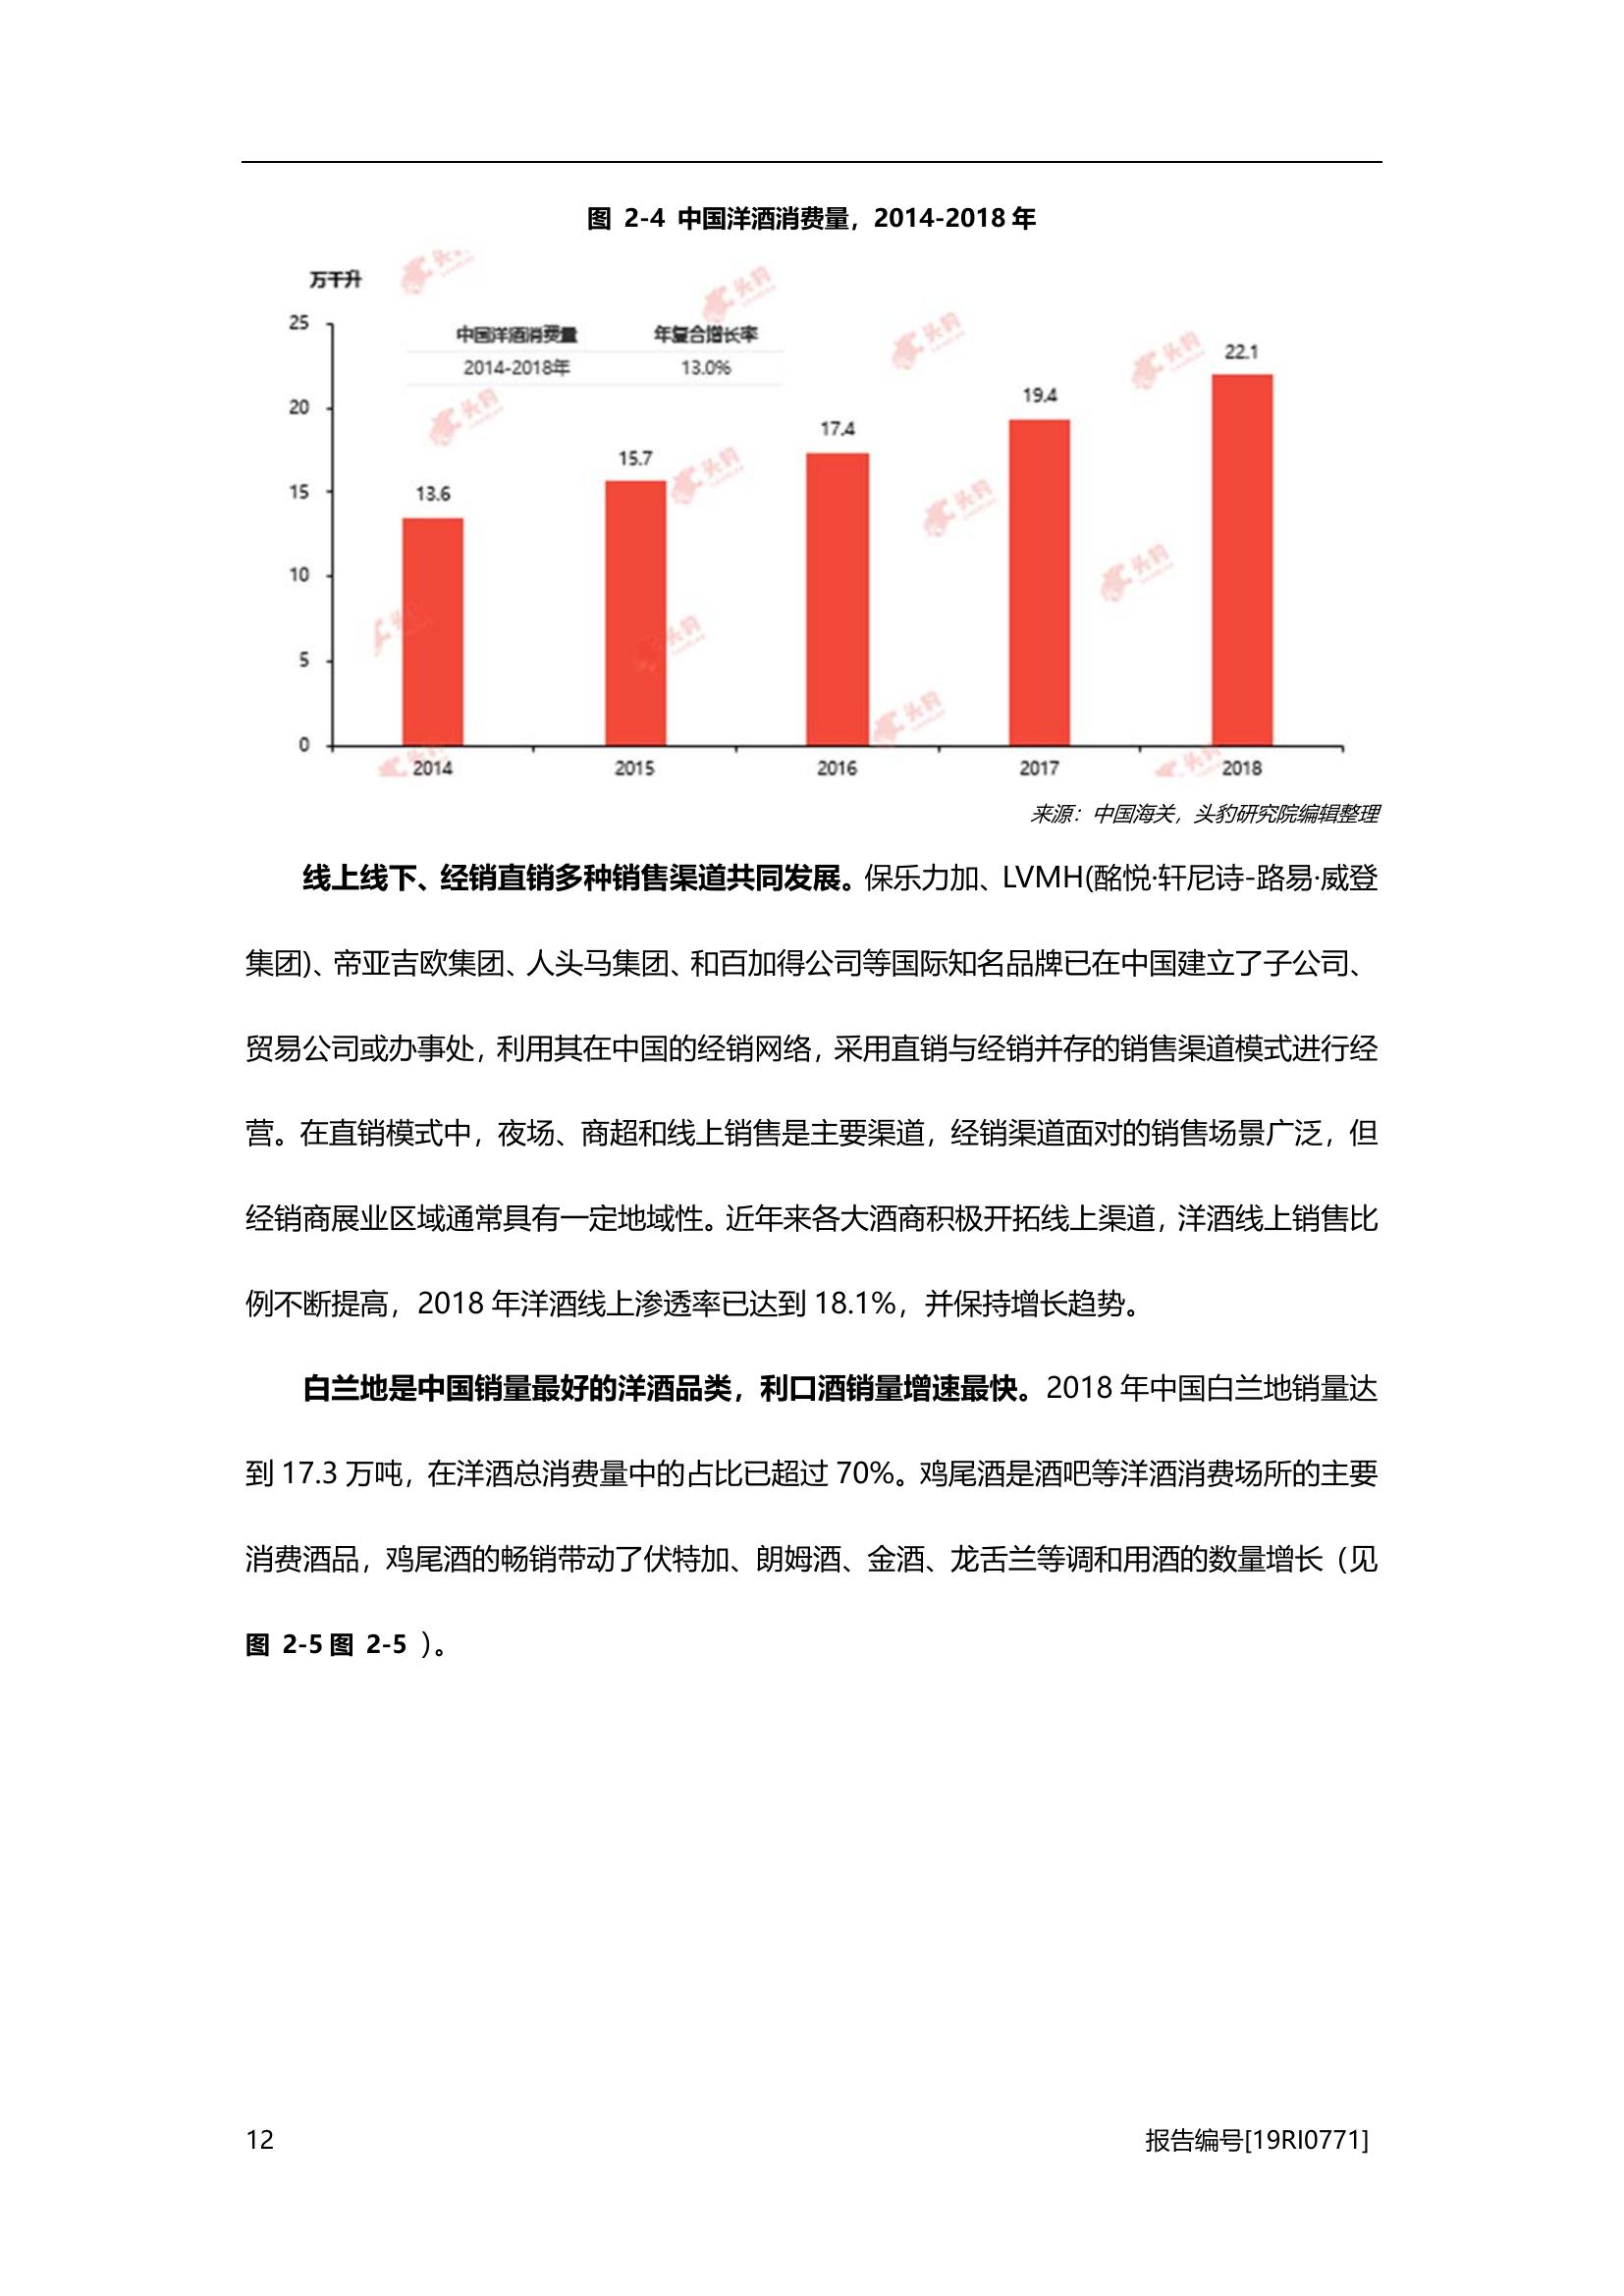 图 2-4 中国洋酒消费量，2014-2018 年
万千升
中国洋酒消费量 年复合增长率
2014-2018年 13.0%
25
20
15
10
5
0
13.6
15.7
17.4
19.4
22.1
2014 2015 2016 2017 2018
头豹
来源：中国海关，头豹研究院编辑整理
线上线下、经销直销多种销售渠道共同发展。保乐力加、LVMH(酩悦·轩尼诗-路易·威登
集团)、帝亚吉欧集团、人头马集团、和百加得公司等国际知名品牌已在中国建立了子公司、
贸易公司或办事处，利用其在中国的经销网络，采用直销与经销并存的销售渠道模式进行经
营。在直销模式中，夜场、商超和线上销售是主要渠道，经销渠道面对的销售场景广泛，但
经销商展业区域通常具有一定地域性。近年来各大酒商积极开拓线上渠道，洋酒线上销售比
例不断提高，2018 年洋酒线上渗透率已达到 18.1%，并保持增长趋势。
白兰地是中国销量最好的洋酒品类，利口酒销量增速最快。2018 年中国白兰地销量达
到 17.3 万吨，在洋酒总消费量中的占比已超过 70%。鸡尾酒是酒吧等洋酒消费场所的主要
消费酒品，鸡尾酒的畅销带动了伏特加、朗姆酒、金酒、龙舌兰等调和用酒的数量增长（见
图 2-5图 2-5 ）。
12 报告编号[19RI0771]